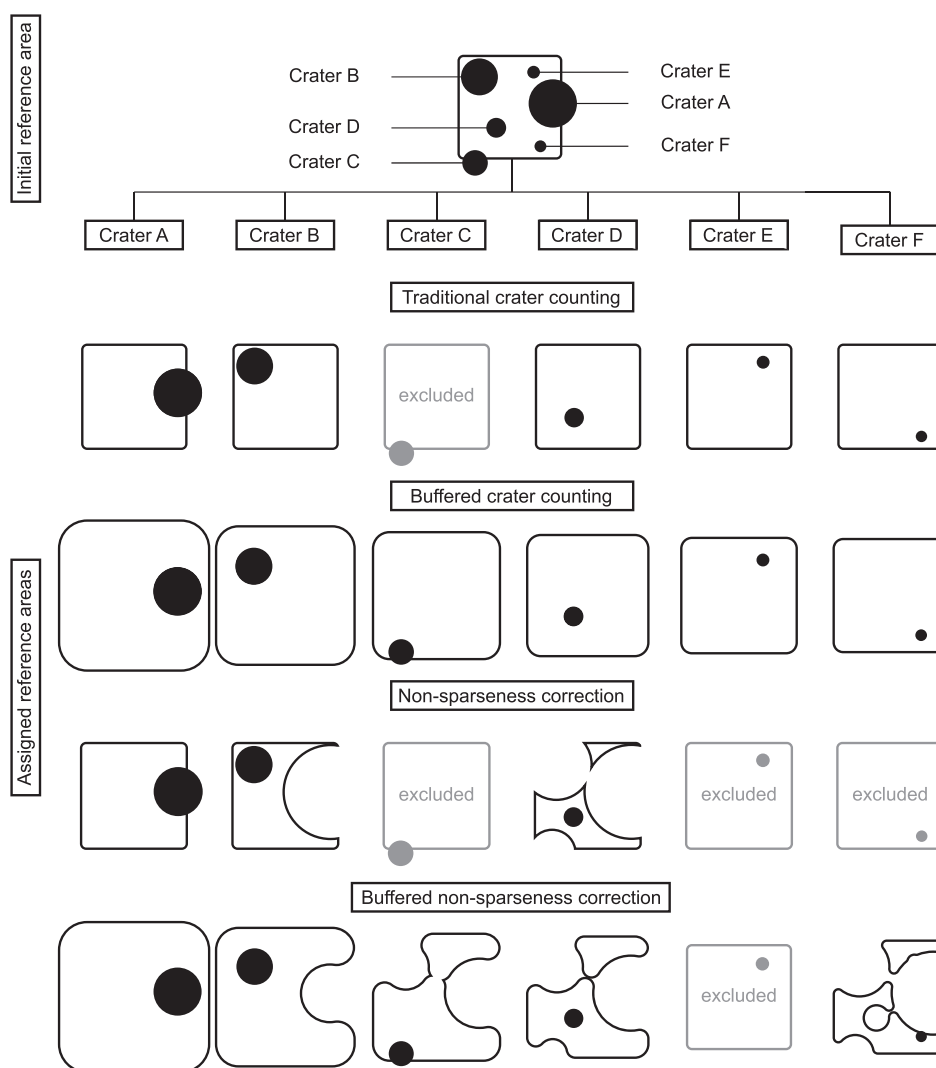 Initial reference area
Crater B
Crater E
Crater A
Crater D
Crater F
Crater C
Crater A
Crater B
Crater C
Crater D
Crater E
Crater F
Traditional crater counting
excluded
Buffered crater counting
Assigned reference areas
Non-sparseness correction
excluded
excluded
excluded
Buffered non-sparseness correction
excluded